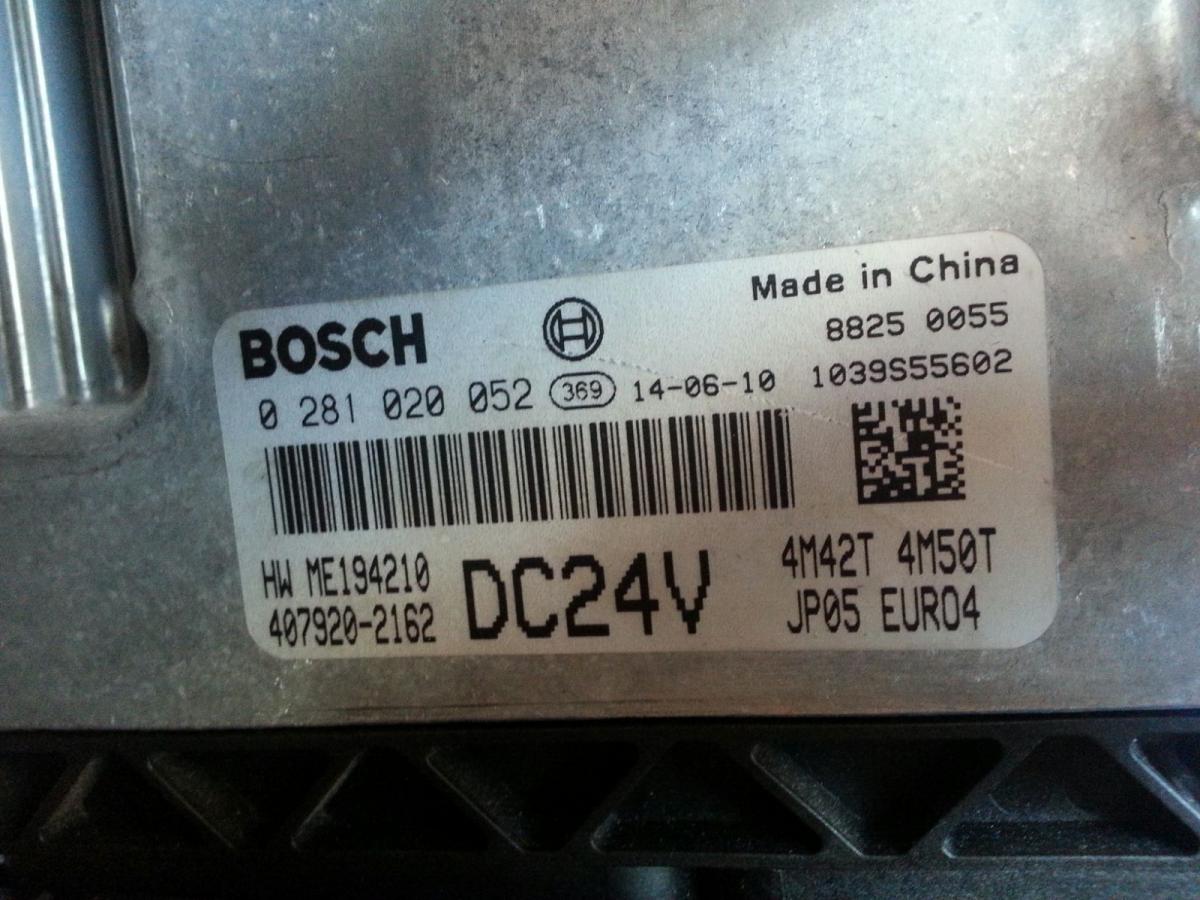 Made in China
BOSCH
8825 0055
0 281 020 052 369 14-06-10 1039S55602
HW ME194210
407920-2162
DC24V
4M42T 4M50T
JP05 EURO4